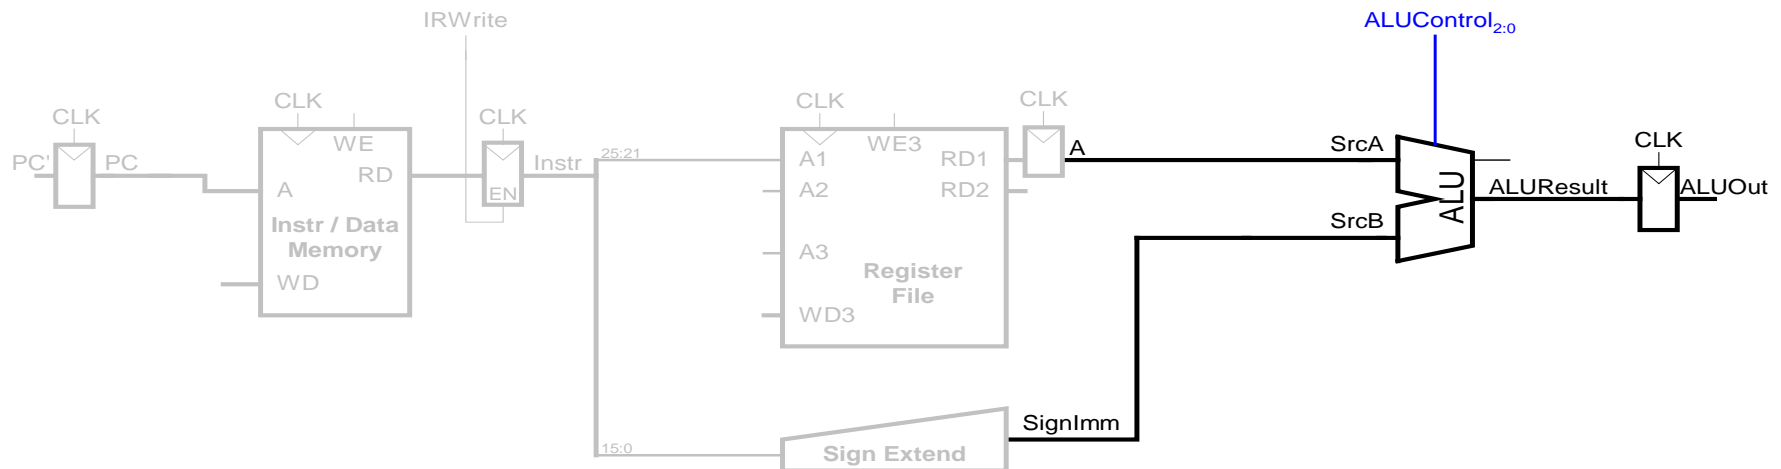 IRWrite
ALUControl2:0
CLK
CLK
CLK
CLK
CLK
CLK
PC'
PC
WE
A
RD
Instr / Data
Memory
WD
EN
Instr
25:21
A1
WE3
RD1
A2
RD2
A3
Register
File
WD3
A
SrcA
SrcB
ALU
ALUResult
ALUOut
SignImm
15:0
Sign Extend